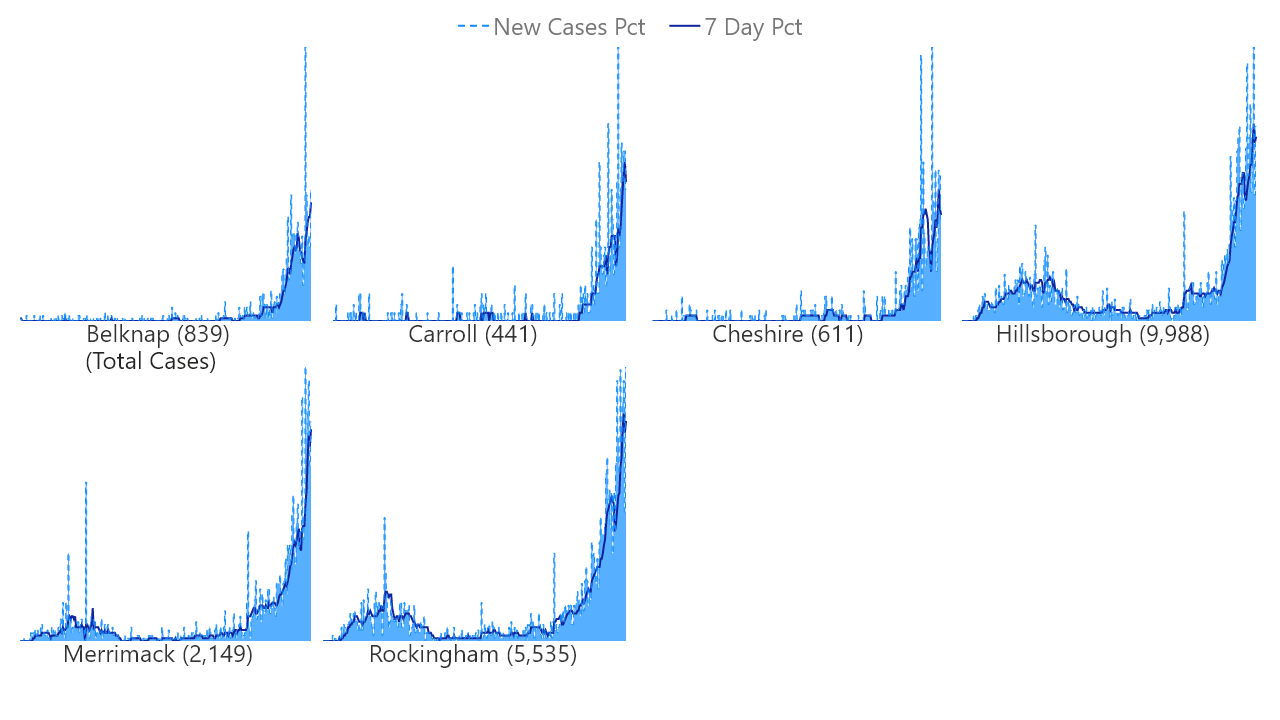 New Cases Pct 7 Day Pct
Belknap (839) Carroll (441) Cheshire (611) Hillsborough (9,988)
(Total Cases)
Merrimack (2,149) Rockingham (5,535)